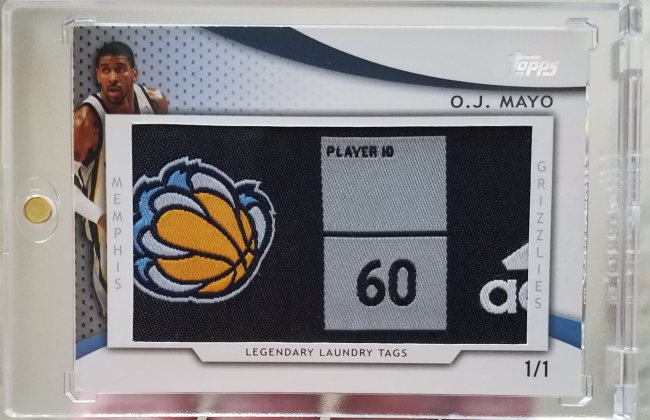 Topps
O.J. MAYO
MEMPHIS
PLAYER ID
60
GRIZZLIES
LEGENDARY LAUNDRY TAGS
1/1